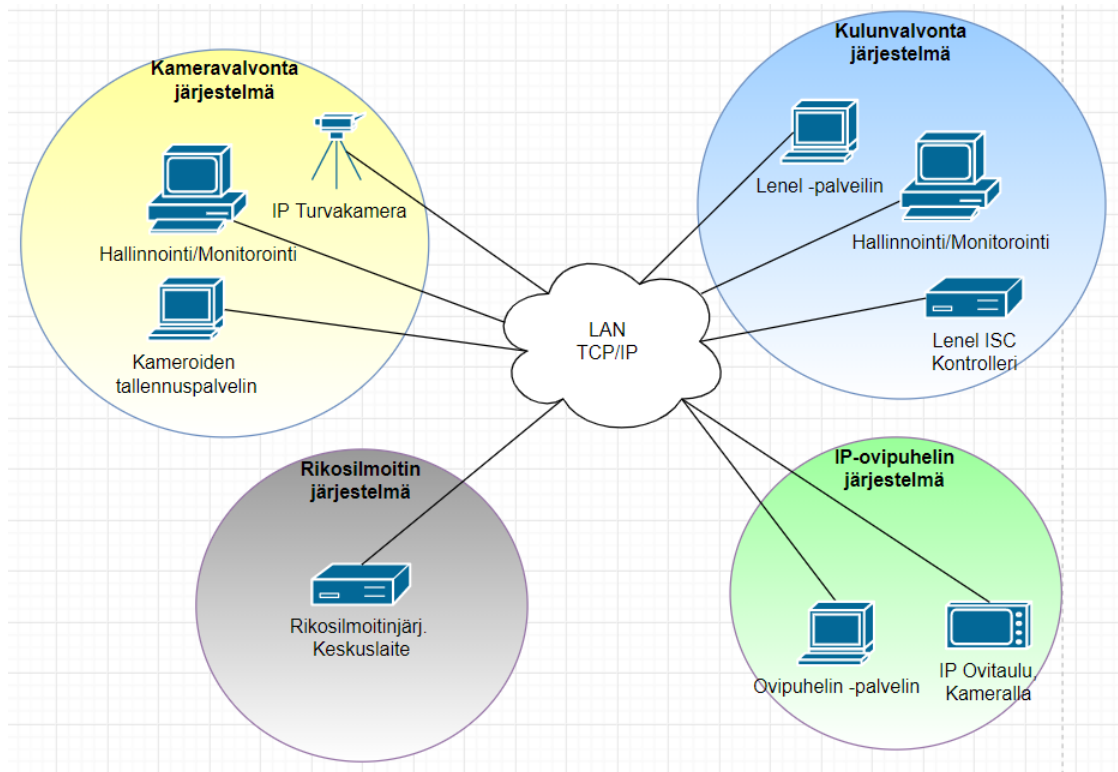 Kameravalvonta
järjestelmä
IP Turvakamera
Hallinnointi/Monitorointi
Kameroiden
tallennuspalvelin
Kulunvalvonta
järjestelmä
Lenel -palveilin
Hallinnointi/Monitorointi
Lenel ISC
Kontrolleri
LAN
TCP/IP
Rikosilmoitin
järjestelmä
Rikosilmoitinjärj.
Keskuslaite
IP-ovipuhelin
järjestelmä
Ovipuhelin -palvelin
IP Ovitaulu,
Kameralla